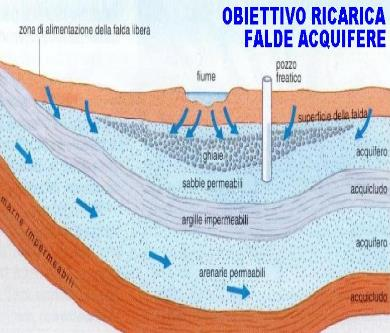 OBIETTIVO RICARICA
FALDE ACQUIFERE
zona di alimentazione della falda libera
fiume
pozzo
freatico
superficie della falda
ghiaie
acquifero
sabbie permeabili
acquicludo
argille impermeabili
marne impermeabili
acquifero
arenarie permeabili
acquicludo